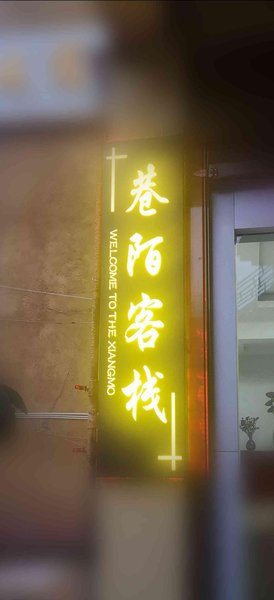 巷陌客栈
WELCOME TO THE XIANGMO